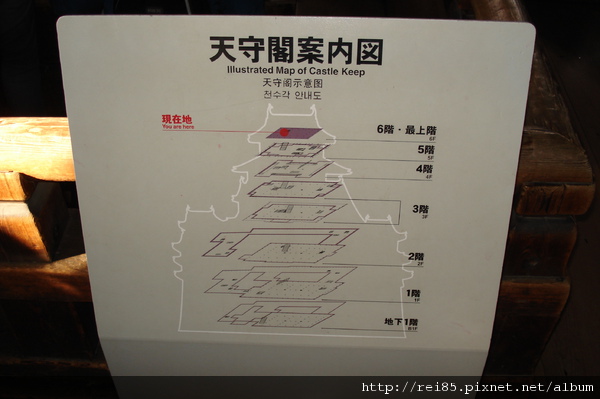 天守閣案内図
Illustrated Map of Castle Keep
天守阁示意图
천수각 안내도
現在地
You are here
6階・最上階
6F
5階
5F
4階
4F
3階
3F
2階
2F
1階
1F
地下1階
B1F
http://rei85.pixnet.net/album